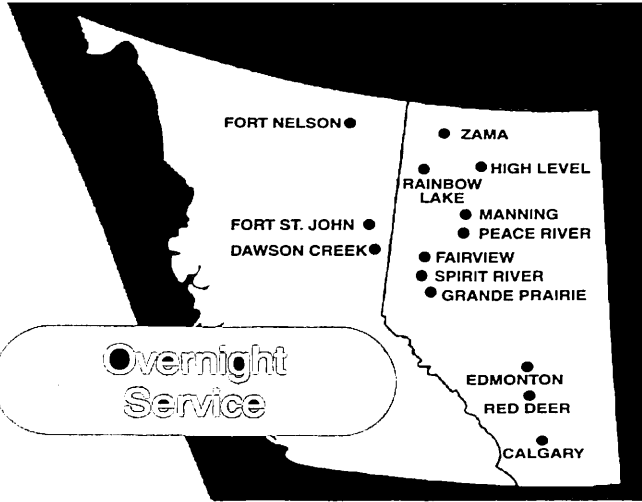 FORT NELSON
ZAMA
HIGH LEVEL
RAINBOW
LAKE
MANNING
FORT ST. JOHN
PEACE RIVER
DAWSON CREEK
FAIRVIEW
SPIRIT RIVER
GRANDE PRAIRIE
Overnight
Service
EDMONTON
RED DEER
CALGARY